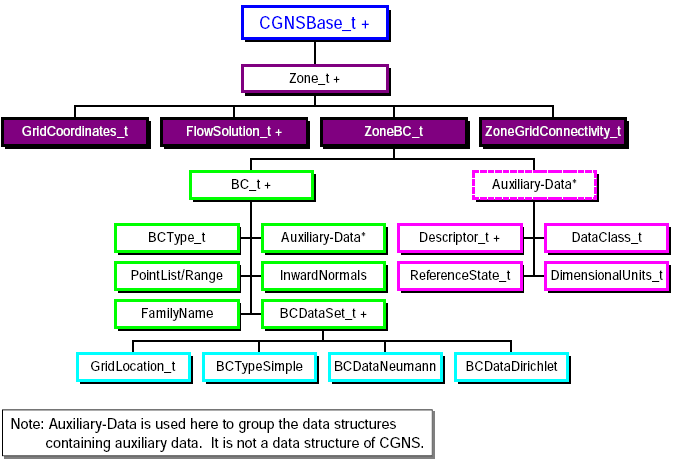 CGNSBase_t +
Zone_t +
GridCoordinates_t
FlowSolution_t +
ZoneBC_t
ZoneGridConnectivity_t
BC_t +
Auxiliary-Data*
BCType_t
Auxiliary-Data*
Descriptor_t +
DataClass_t
PointList/Range
InwardNormals
ReferenceState_t
DimensionalUnits_t
FamilyName
BCDataSet_t +
GridLocation_t
BCTypeSimple
BCDataNeumann
BCDataDirichlet
Note: Auxiliary-Data is used here to group the data structures
containing auxiliary data. It is not a data structure of CGNS.